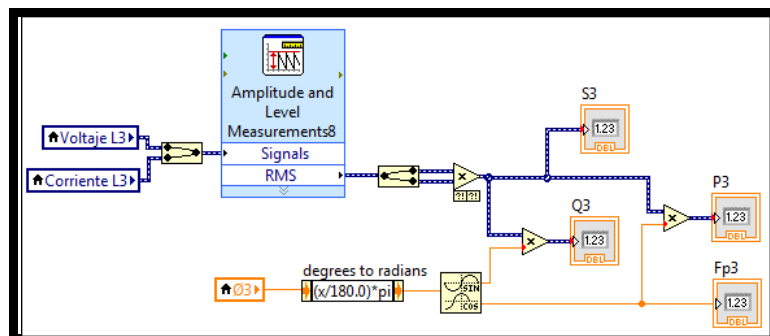 Amplitude and
Level
Measurements8
Signals
RMS
Voltaje L3
Corriente L3
S3
1.23
DBL
P3
1.23
DBL
Q3
1.23
DBL
?! ?!
degrees to radians
(x/180.0)*pi
Ø3
SIN
COS
Fp3
1.23
DBL